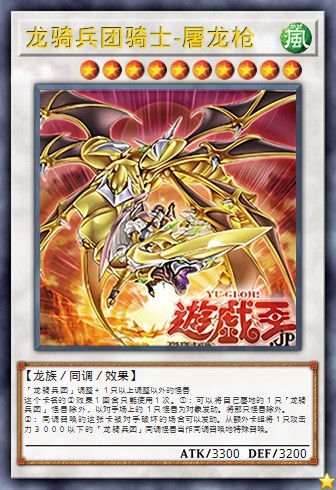 龙骑兵团骑士-屠龙枪
風
YU-GI-OH!
遊戯王
.JP
【龙族/同调/效果】
「龙骑兵团」调整+1只以上调整以外的怪兽
这个卡名的①效果1回合只能使用1次。①:可以将自己墓地的1只「龙骑
兵团」怪兽除外,以对手场上的1只怪兽为对象发动。将那只怪兽除外。
②:同调召唤的这张卡被对手破坏的场合可以发动。从额外卡组将1只攻击
力3000以下的「龙骑兵团」同调怪兽当作同调召唤地特殊召唤。
ATK/3300 DEF/3200